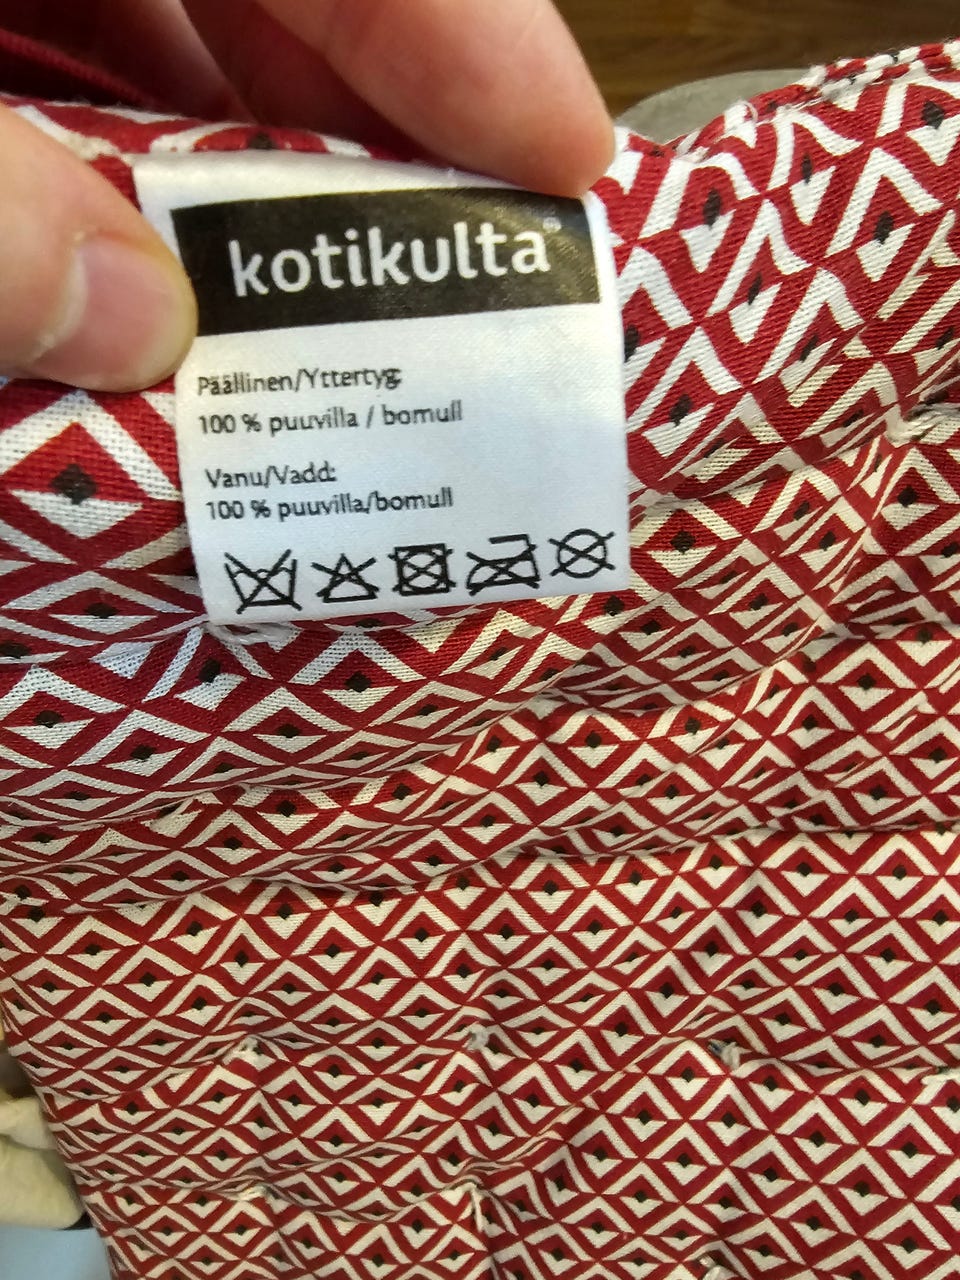 kotikulta
Päällinen/Yttertyg:
100 % puuvilla / bomull
Vanu/Vadd:
100 % puuvilla/bomull